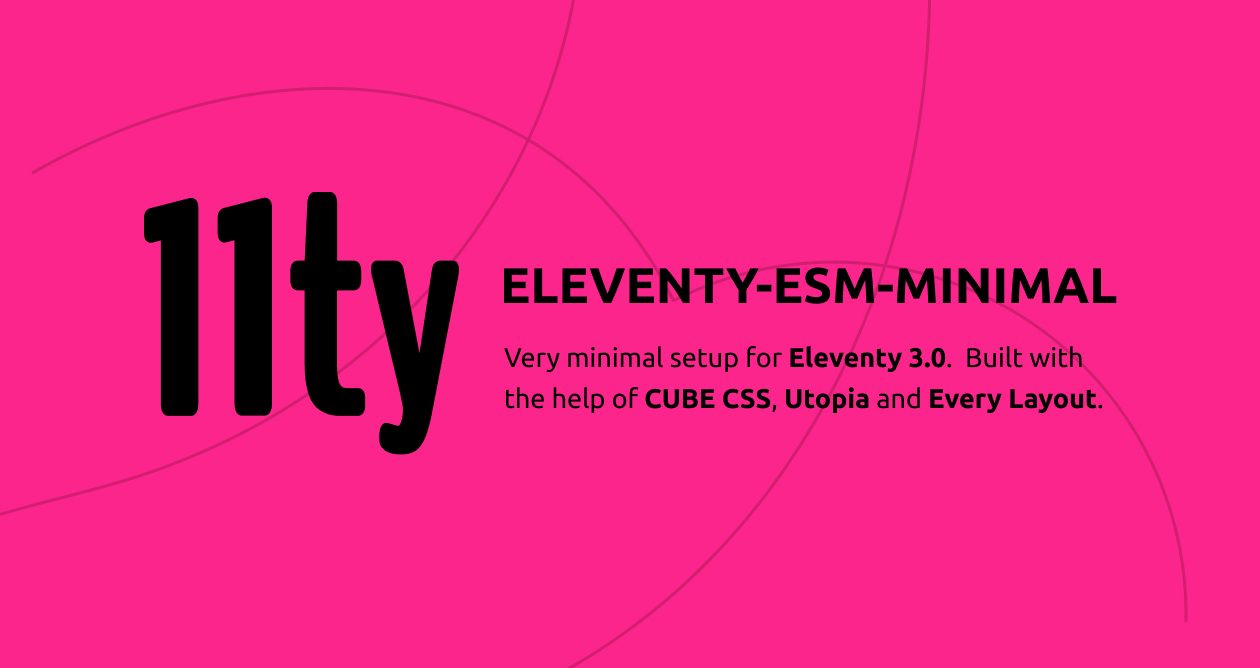 11ty
ELEVENTY-ESM-MINIMAL
Very minimal setup for Eleventy 3.0.  Built with
the help of CUBE CSS, Utopia and Every Layout.